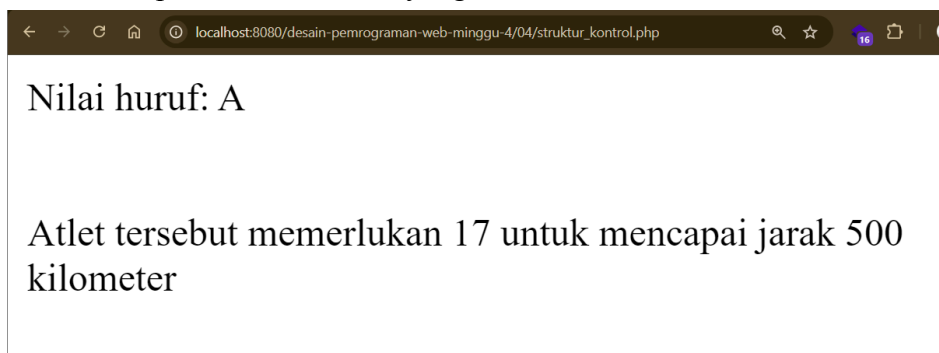 localhost:8080/desain-pemrograman-web-minggu-4/04/struktur_kontrol.php
16
Nilai huruf: A
Atlet tersebut memerlukan 17 untuk mencapai jarak 500
kilometer